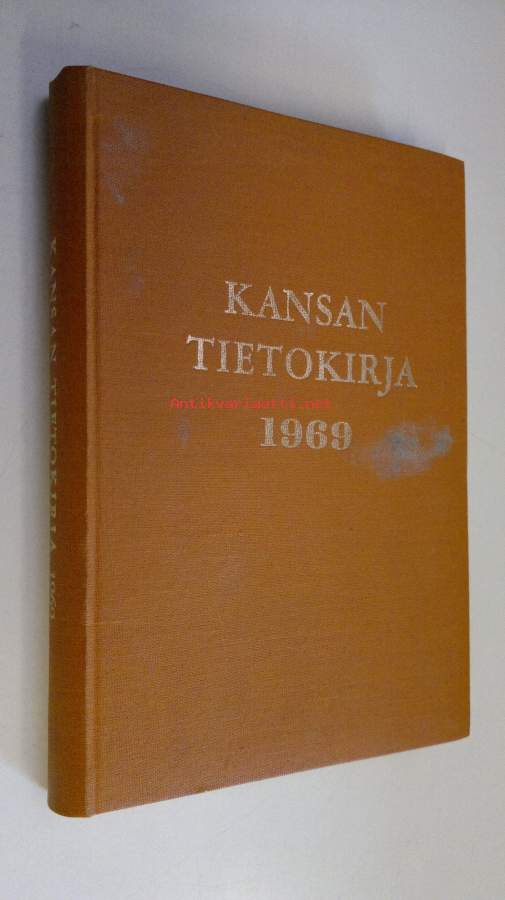 KANSAN
TIETOKIRJA
Antikvariaatti.net
1969
KANSAN TIETOKIRJA 1969